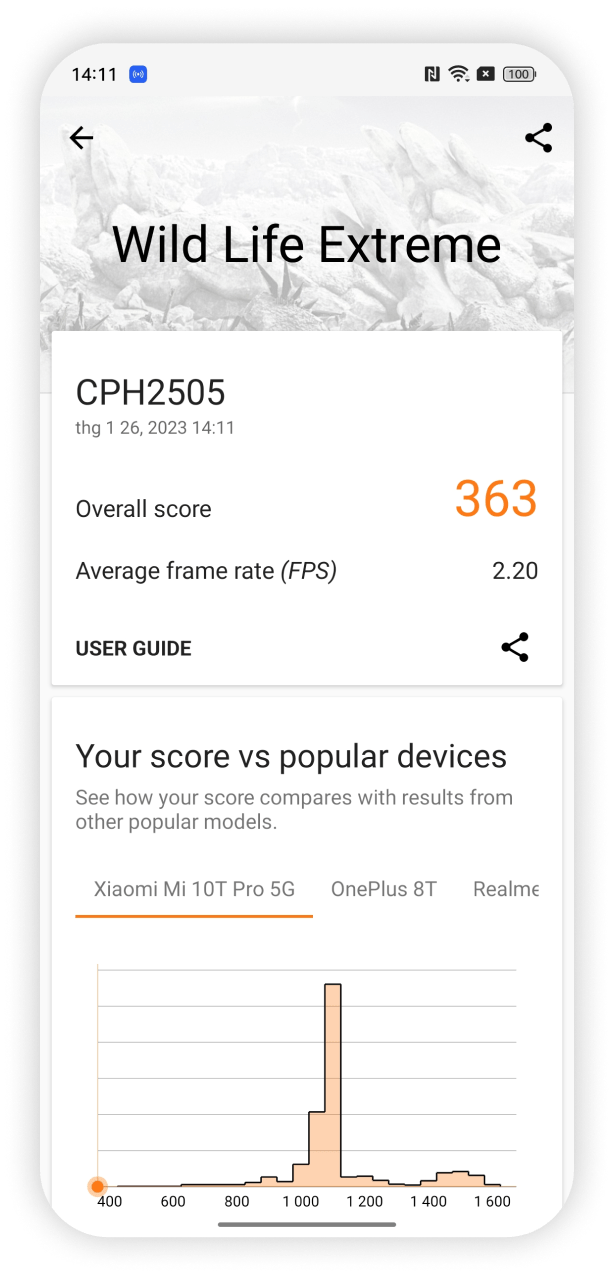 14:11
100
Wild Life Extreme
CPH2505
thg 1 26, 2023 14:11
Overall score 363
Average frame rate (FPS) 2.20
USER GUIDE
Your score vs popular devices
See how your score compares with results from
other popular models.
Xiaomi Mi 10T Pro 5G OnePlus 8T Realme
400 600 800 1 000 1 200 1 400 1 600